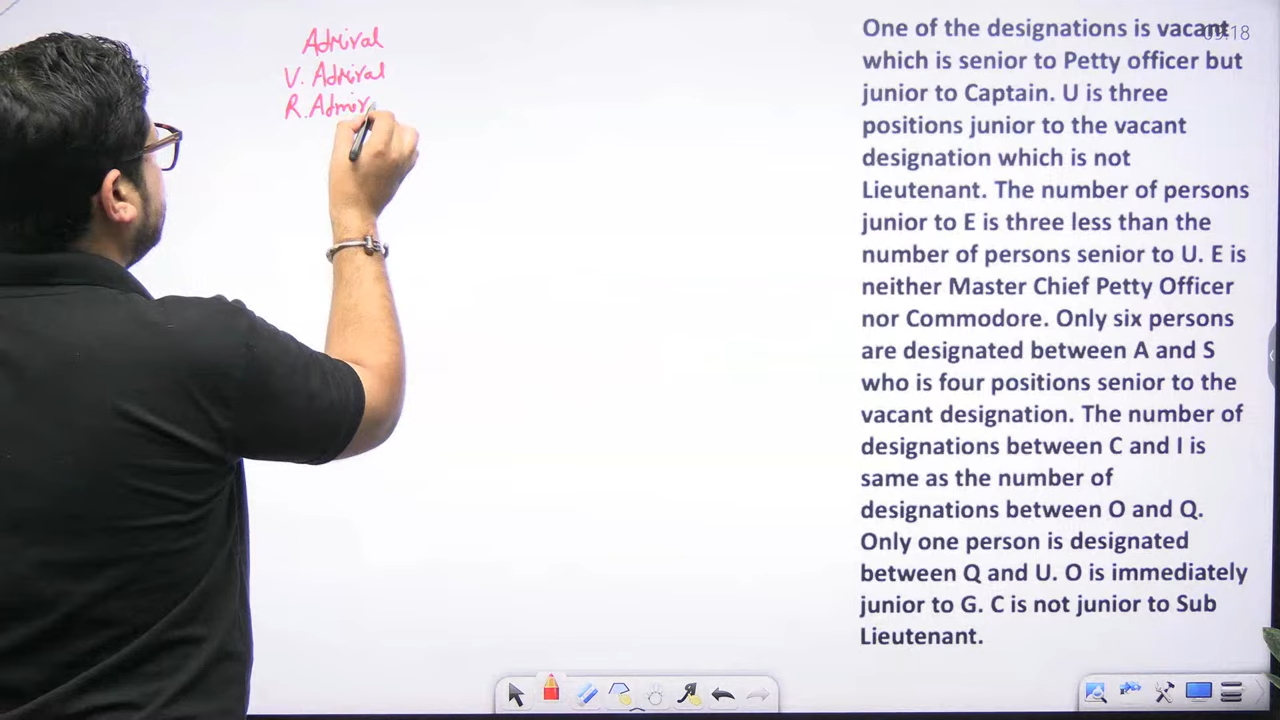 Admiral
V. Admiral
R. Admir
One of the designations is vacant
09:18
which is senior to Petty officer but
junior to Captain. U is three
positions junior to the vacant
designation which is not
Lieutenant. The number of persons
junior to E is three less than the
number of persons senior to U. E is
neither Master Chief Petty Officer
nor Commodore. Only six persons
are designated between A and S
who is four positions senior to the
vacant designation. The number of
designations between C and I is
same as the number of
designations between O and Q.
Only one person is designated
between Q and U. O is immediately
junior to G. C is not junior to Sub
Lieutenant.